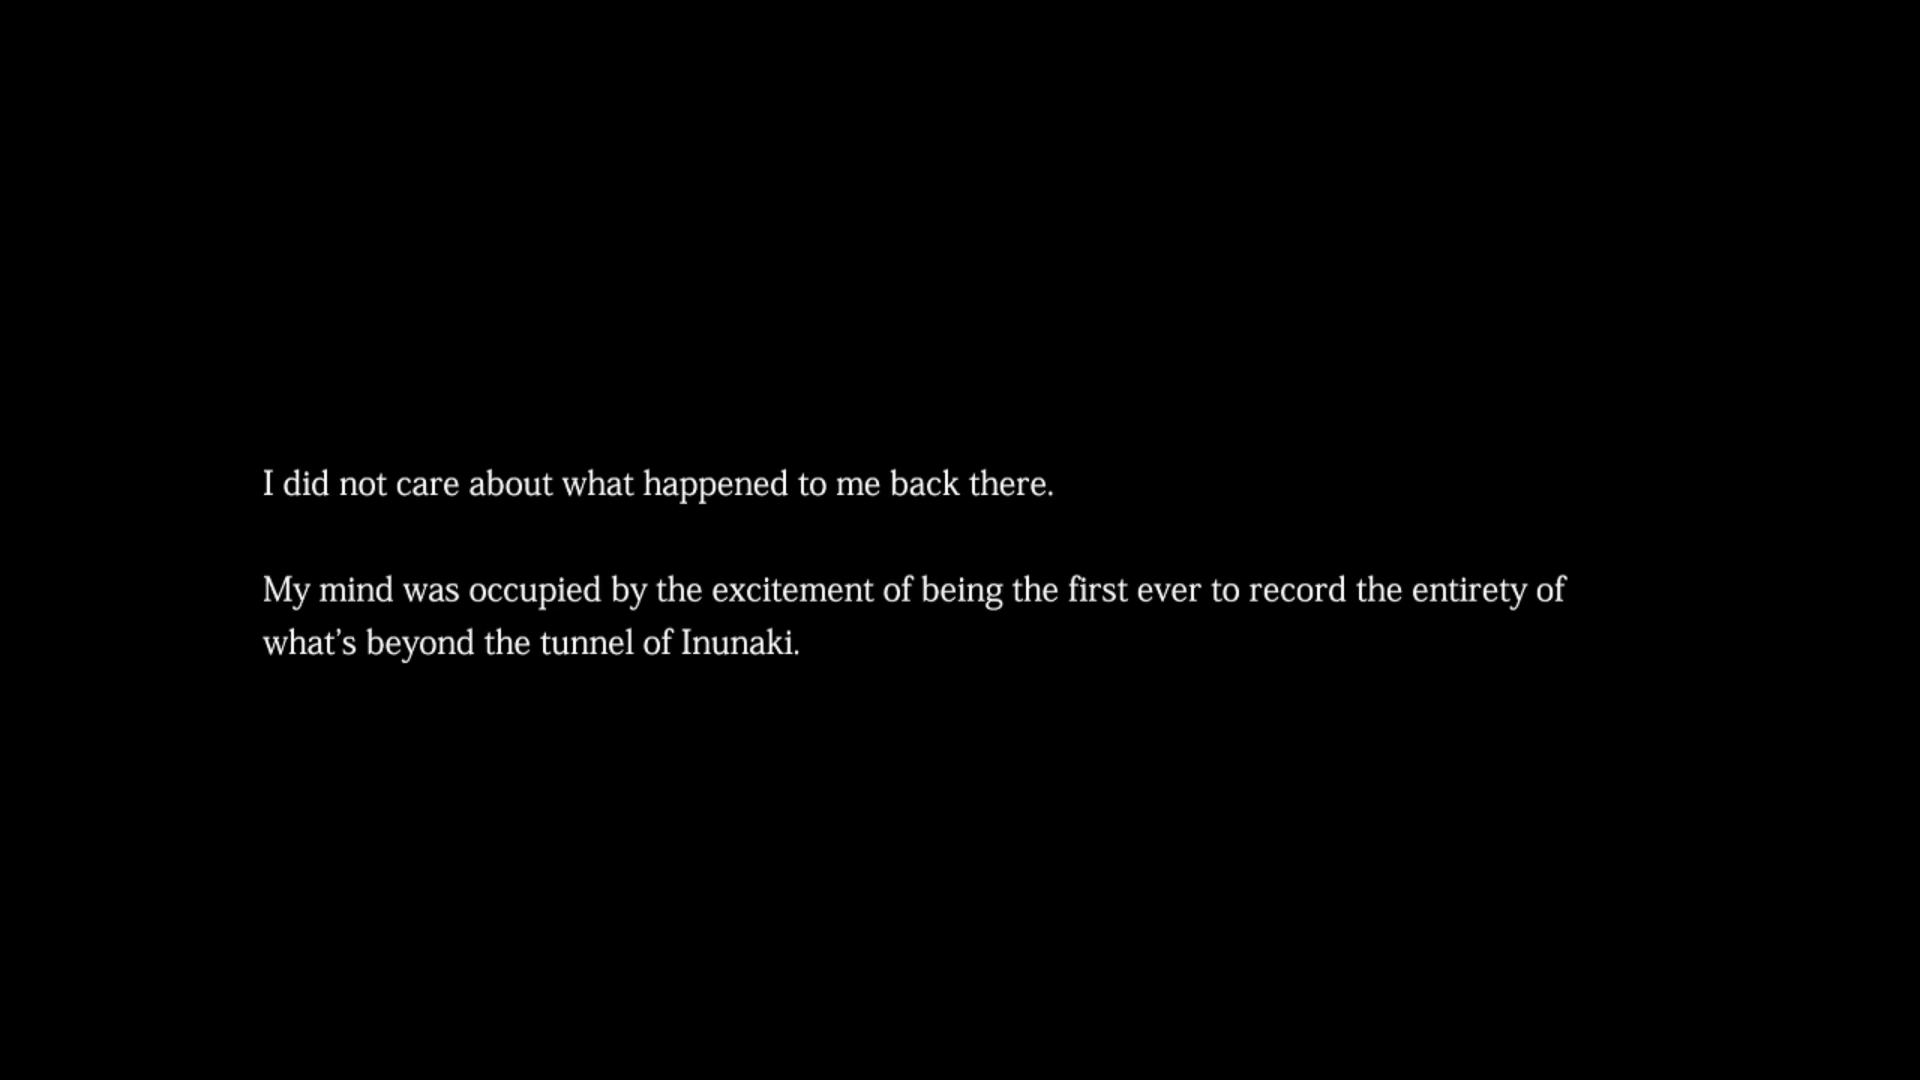 I did not care about what happened to me back there.
My mind was occupied by the excitement of being the first ever to record the entirety of
what’s beyond the tunnel of Inunaki.